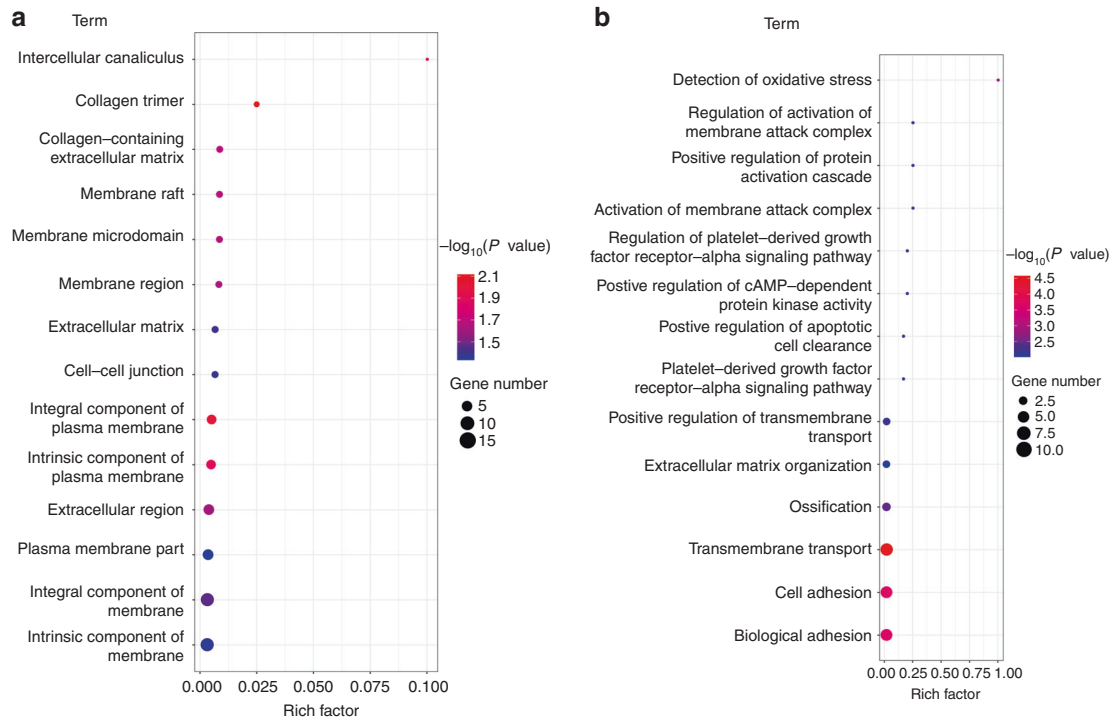 a
Term
Intercellular canaliculus
Collagen trimer
Collagen–containing
extracellular matrix
Membrane raft
Membrane microdomain
Membrane region
Extracellular matrix
Cell–cell junction
Integral component of
plasma membrane
Intrinsic component of
plasma membrane
Extracellular region
Plasma membrane part
Integral component of
membrane
Intrinsic component of
membrane
0.000 0.025 0.050 0.075 0.100
Rich factor
−log10(P value)
2.1
1.9
1.7
1.5
Gene number
5
10
15
b
Term
Detection of oxidative stress
Regulation of activation of
membrane attack complex
Positive regulation of protein
activation cascade
Activation of membrane attack complex
Regulation of platelet–derived growth
factor receptor–alpha signaling pathway
Postive regulation of cAMP–dependent
protein kinase activity
Postive regulation of apoptotic
cell clearance
Platelet–derived growth factor
receptor–alpha signaling pathway
Positive regulation of transmembrane
transport
Extracellular matrix organization
Ossification
Transmembrane transport
Cell adhesion
Biological adhesion
0.00 0.25 0.50 0.75 1.00
Rich factor
−log10(P value)
4.5
4.0
3.5
3.0
2.5
Gene number
2.5
5.0
7.5
10.0